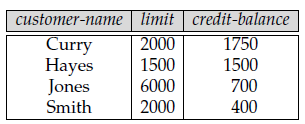 customer-name limit credit-balance
Curry 2000 1750
Hayes 1500 1500
Jones 6000 700
Smith 2000 400